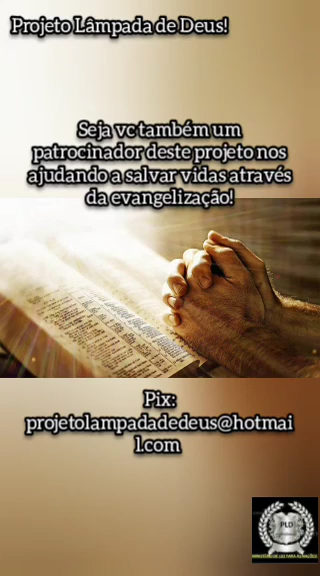 Projeto Lâmpada de Deus!
Seja vc também um
patrocinador deste projeto nos
ajudando a salvar vidas através
da evangelização!
Pix:
projetolampadadedeus@hotmai
l.com
PLD